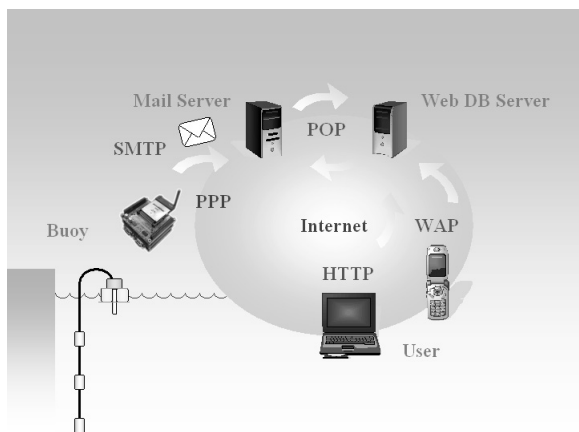 Mail Server
Web DB Server
POP
SMTP
PPP
Buoy
Internet
WAP
HTTP
User